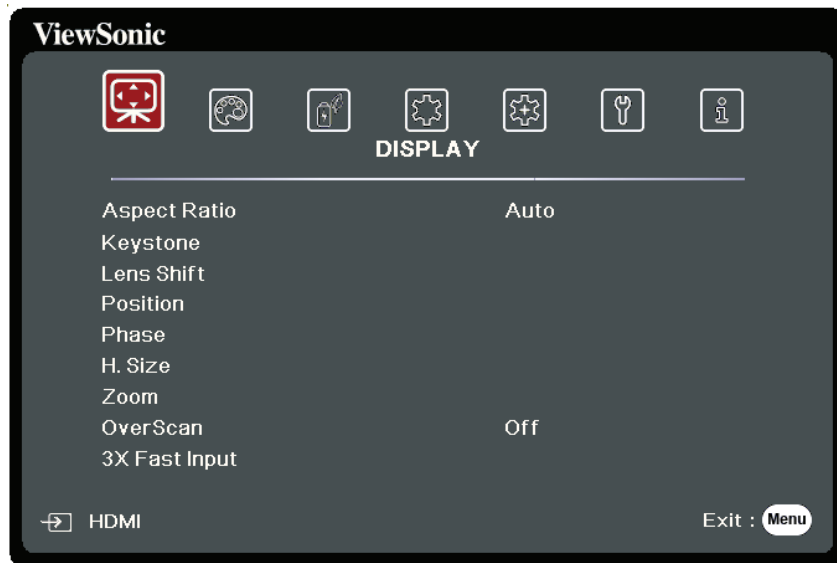 ViewSonic
DISPLAY
Aspect Ratio Auto
Keystone
Lens Shift
Position
Phase
H. Size
Zoom
OverScan Off
3X Fast Input
HDMI Exit : Menu